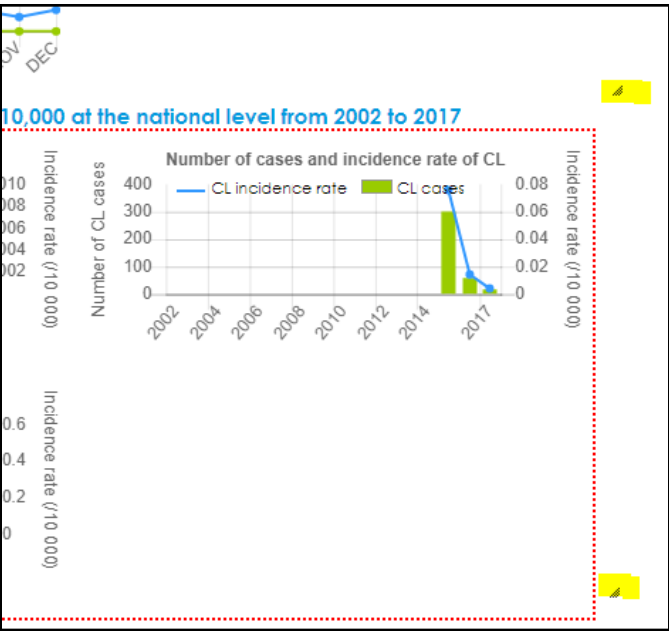 OV
DEC
10,000 at the national level from 2002 to 2017
Number of cases and incidence rate of CL
CL incidence rate
CL cases
010
008
006
004
002
Incidence rate (/10 000)
Number of CL cases
400
300
200
100
0
0.08
0.06
0.04
0.02
0
Incidence rate (/10 000)
2002
2004
2006
2008
2010
2012
2014
2017
0.6
0.4
0.2
0
Incidence rate (/10 000)